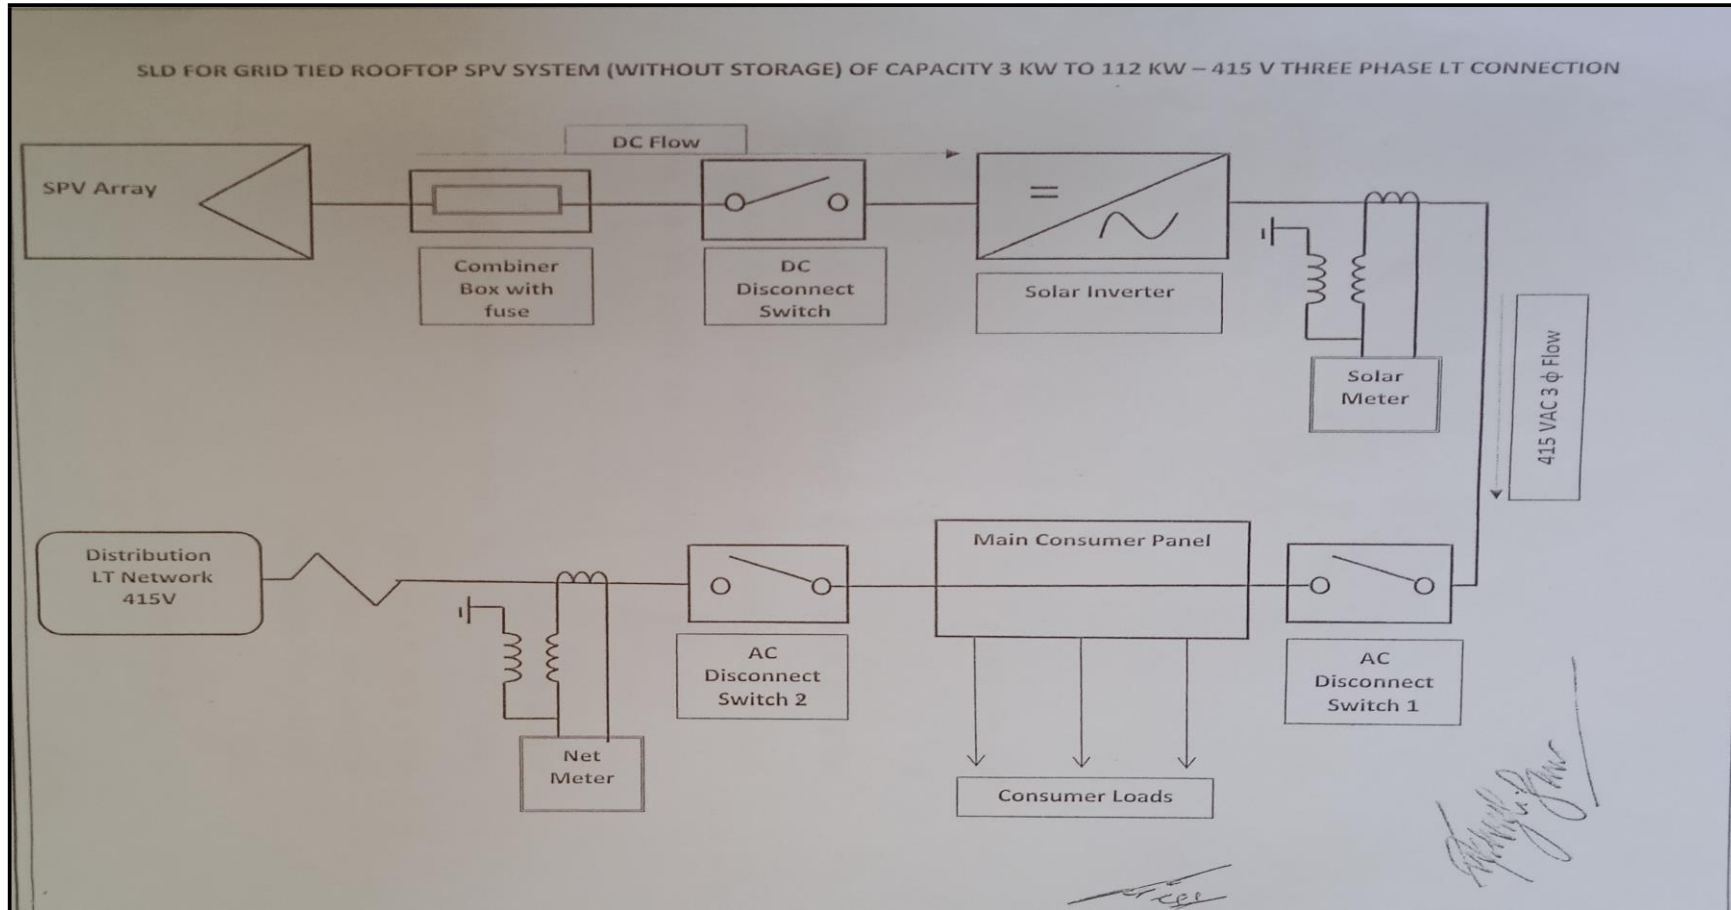 SLD FOR GRID TIED ROOFTOP SPV SYSTEM (WITHOUT STORAGE) OF CAPACITY 3 KW TO 112 KW – 415 V THREE PHASE LT CONNECTION
DC Flow
SPV Array
Combiner
Box with
fuse
DC
Disconnect
Switch
Solar Inverter
Solar
Meter
415 VAC 3 ф Flow
Distribution
LT Network
415V
Net
Meter
AC
Disconnect
Switch 2
Main Consumer Panel
Consumer Loads
AC
Disconnect
Switch 1